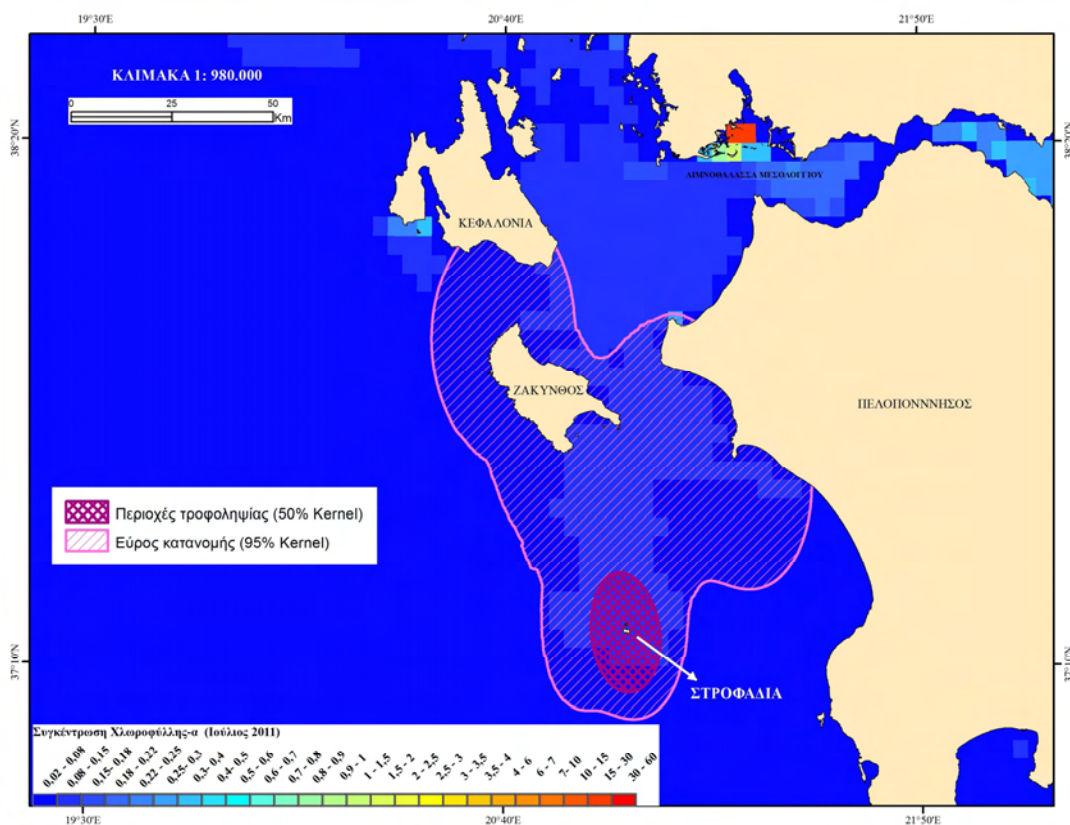 19°30'E
20°40'E
21°50'E
ΚΛΙΜΑΚΑ 1: 980.000
0 25 50
Km
38°20'N
38°20'N
ΛΙΜΝΟΘΑΛΑΣΣΑ ΜΕΣΟΛΟΓΓΙΟΥ
ΚΕΦΑΛΟΝΙΑ
ΖΑΚΥΝΘΟΣ
ΠΕΛΟΠΟΝΝΝΗΣΟΣ
Περιοχές τροφοληψίας (50% Kernel)
Εύρος κατανομής (95% Kernel)
37°10'N
37°10'N
ΣΤΡΟΦΑΔΙΑ
Συγκέντρωση Χλωροφύλλης-α (Ιούλιος 2011)
0,02 - 0,08
0,08 - 0,15
0,15- 0,18
0,18 - 0,22
0,22 - 0,25
0,25- 0,3
0,3- 0,4
0,4- 0,5
0,5 - 0,6
0,6 - 0,7
0,7 - 0,8
0,8 - 0,9
0,9 - 1
1 - 1,5
1,5 - 2
2 - 2,5
2,5 - 3
3 - 3,5
3,5 - 4
4 - 6
6 - 7
7- 10
10 - 15
15 - 30
30 - 60
19°30'E
20°40'E
21°50'E